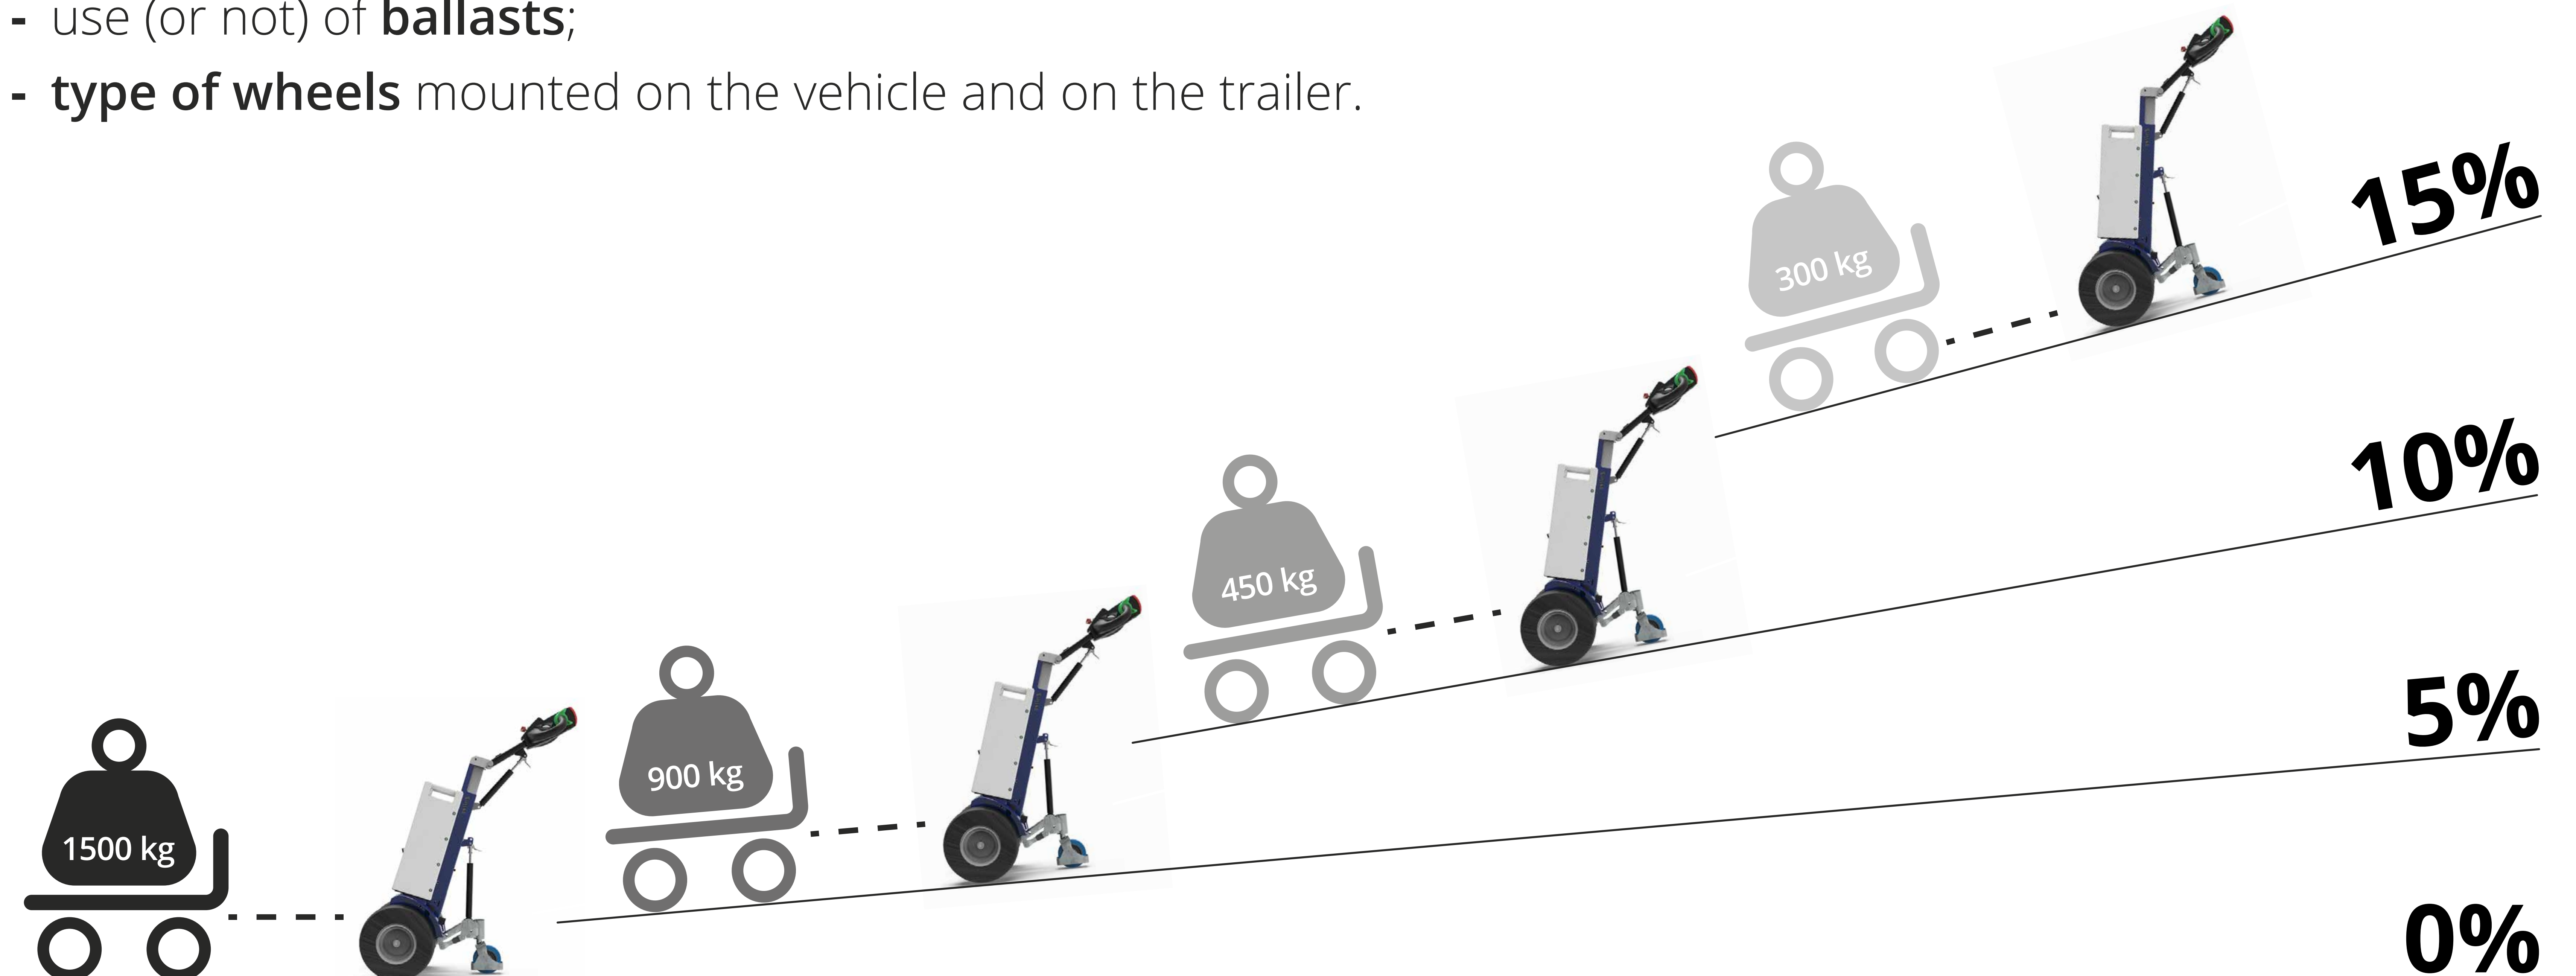 - use (or not) of ballasts;
- type of wheels mounted on the vehicle and on the trailer.
15%
300 kg
10%
450 kg
5%
900 kg
1500 kg
0%